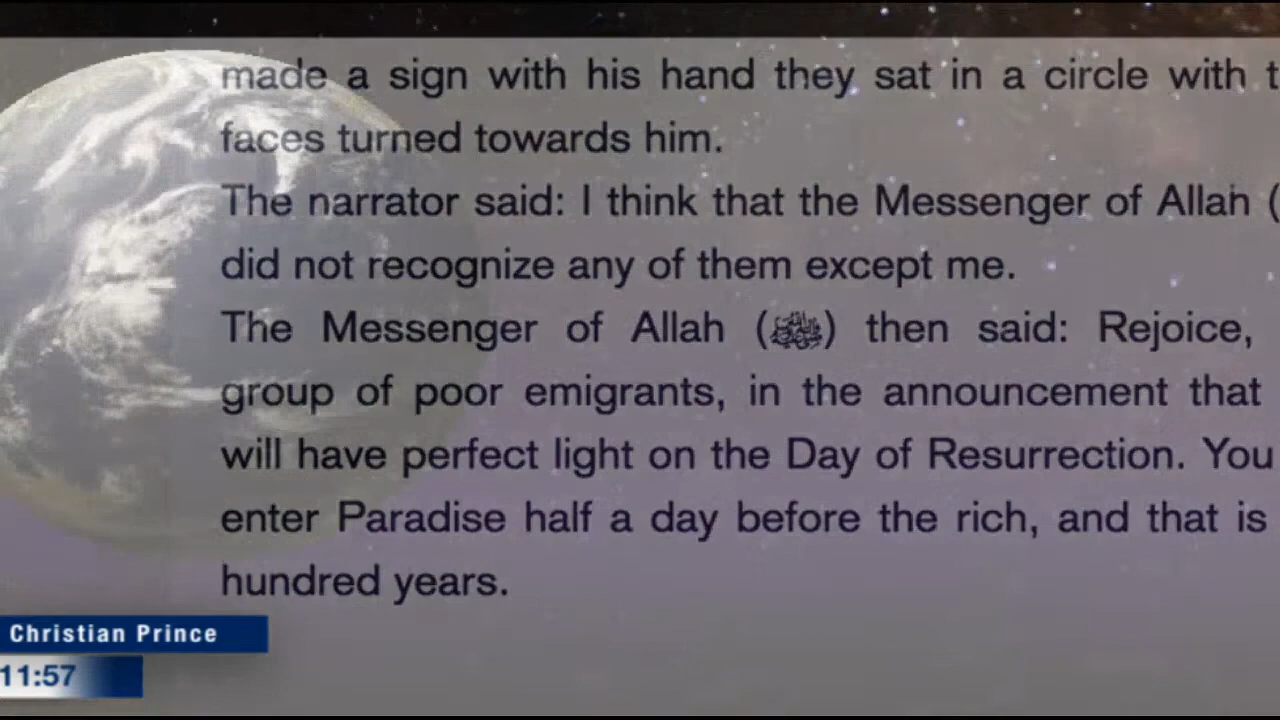 made a sign with his hand they sat in a circle with t
faces turned towards him.
The narrator said: I think that the Messenger of Allah (
did not recognize any of them except me.
The Messenger of Allah (ﷺ) then said: Rejoice,
group of poor emigrants, in the announcement that
will have perfect light on the Day of Resurrection. You
enter Paradise half a day before the rich, and that is
hundred years.
Christian Prince
11:57